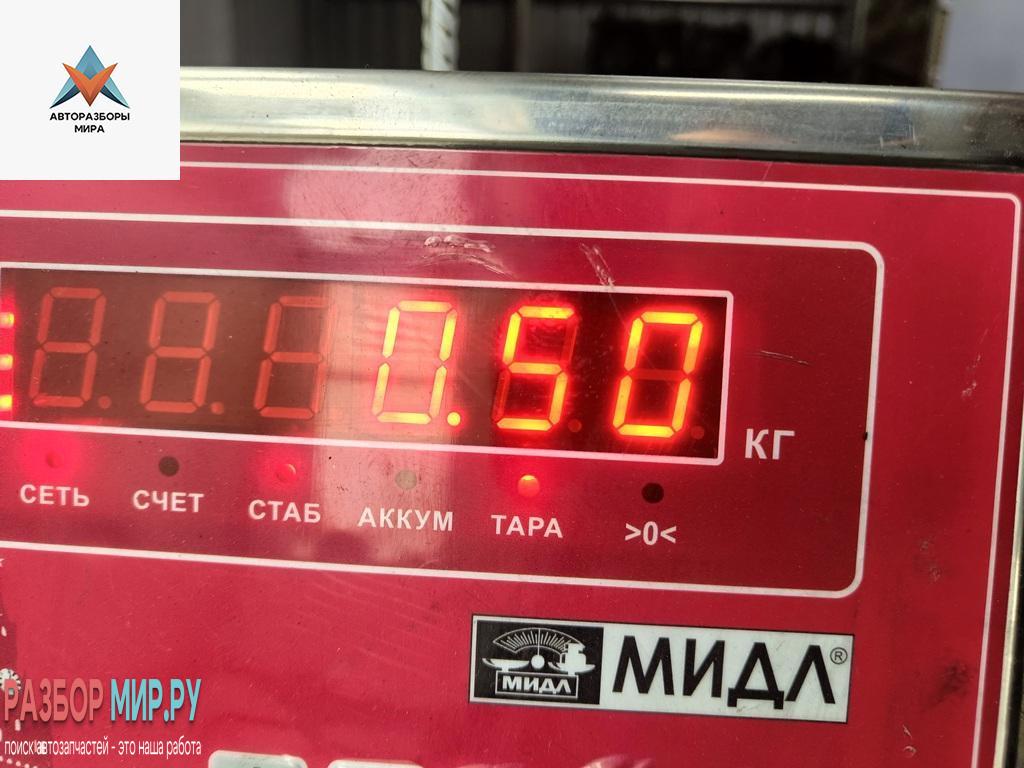 АВТОРАЗБОРЫ
МИРА
0.50
КГ
СЕТЬ СЧЕТ СТАБ АККУМ ТАРА >0<
МИДЛ МИДЛ®
РАЗБОР МИР.РУ
поиск автозапчастей - это наша работа